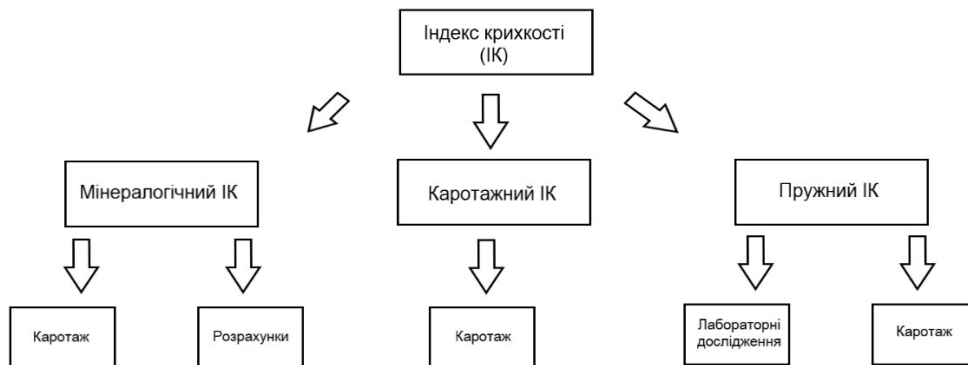 Індекс крихкості
(ІК)
Мінералогічний ІК
Каротажний ІК
Пружний ІК
Каротаж
Розрахунки
Каротаж
Лабораторні
дослідження
Каротаж